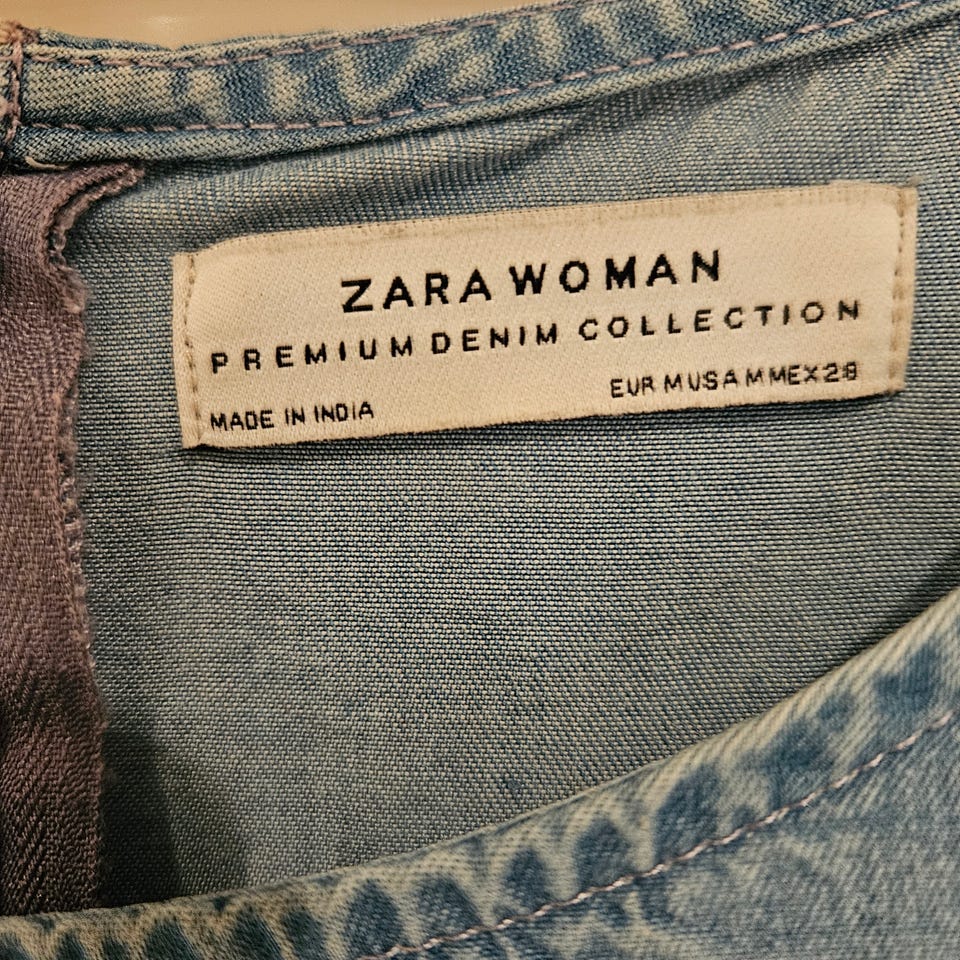 ZARA WOMAN
PREMIUM DENIM COLLECTION
EUR M USA M MEX 28
MADE IN INDIA